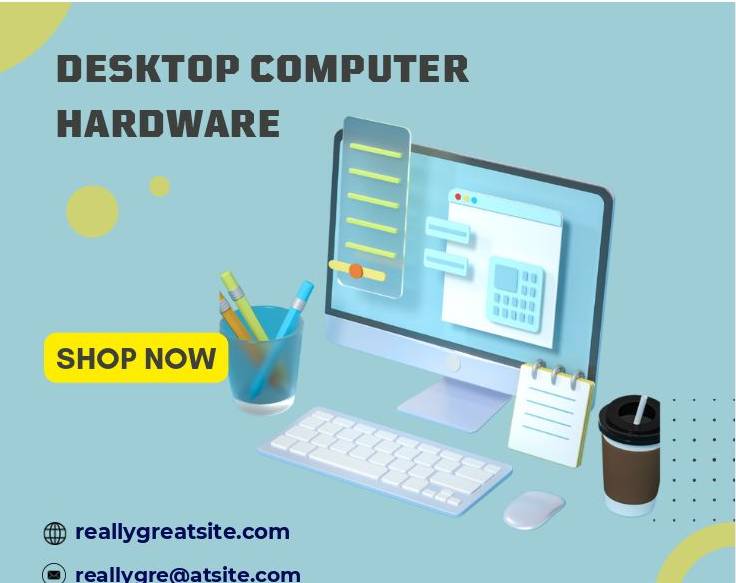 DESKTOP COMPUTER
HARDWARE
SHOP NOW
reallygreatsite.com
reallygre@atsite.com